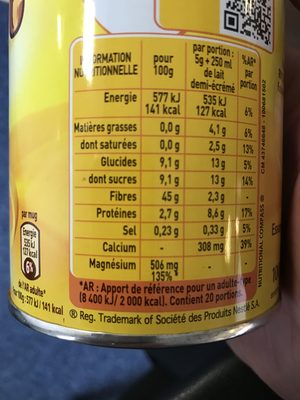 INFORMATION NUTRITIONNELLE
pour 100g
par portion : 5g + 250 ml de lait demi-écrémé
%AR* par portion
Energie 577 kJ 535 kJ
141 kcal 127 kcal 6%
Matières grasses 0,0 g 4,1 g 6%
dont saturées 0,0 g 2,5 g 13%
Glucides 9,1 g 13 g 5%
dont sucres 9,1 g 13 g 14%
Fibres 45 g 2,3 g -
Protéines 2,7 g 8,6 g 17%
Sel 0,23 g 0,33 g 5%
Calcium - 308 mg 39%
Magnésium 506 mg - -
135%
*AR : Apport de référence pour un adulte-type
(8 400 kJ / 2 000 kcal). Contient 20 portions.
par mug
Energie
535 kJ
127 kcal
6%
de l'AR adultes*
pour 100g : 577 kJ / 141 kcal
® Reg. Trademark of Société des Produits Nestlé S.A.
NUTRITIONAL COMPASS ®